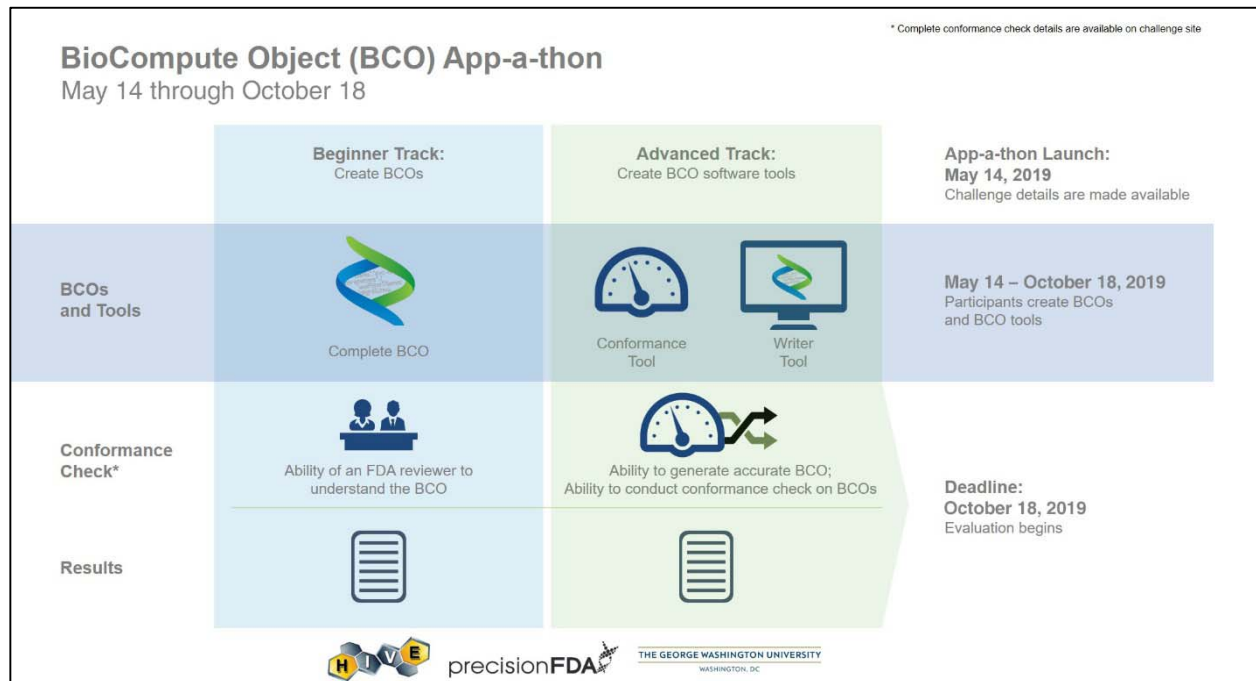 * Complete conformance check details are available on challenge site
BioCompute Object (BCO) App-a-thon
May 14 through October 18
Beginner Track:
Create BCOs
Advanced Track:
Create BCO software tools
App-a-thon Launch:
May 14, 2019
Challenge details are made available
BCOs
and Tools
Complete BCO
Conformance
Tool
Writer
Tool
May 14 – October 18, 2019
Participants create BCOs
and BCO tools
Conformance
Check*
Ability of an FDA reviewer to
understand the BCO
Ability to generate accurate BCO;
Ability to conduct conformance check on BCOs
Deadline:
October 18, 2019
Evaluation begins
Results
HIVE
precisionFDA
THE GEORGE WASHINGTON UNIVERSITY
WASHINGTON, DC